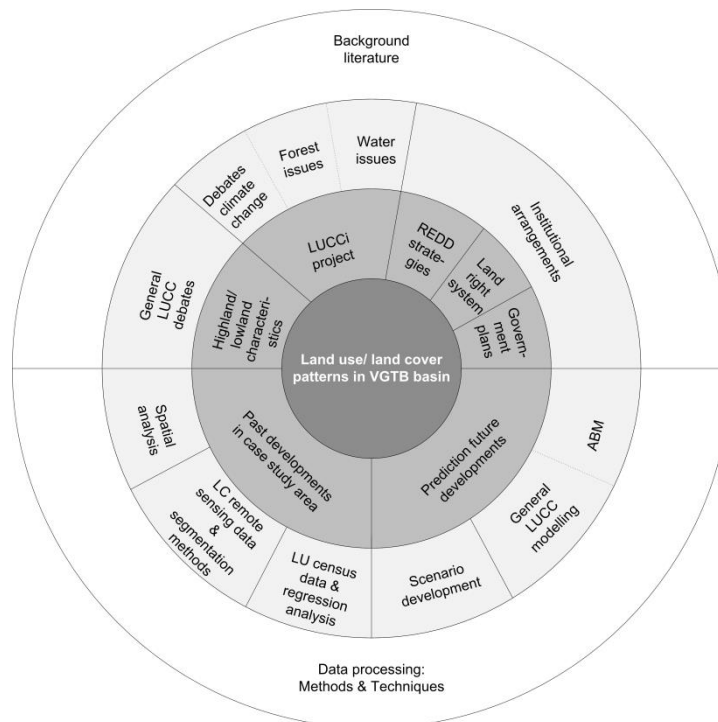 Background
literature
Debates
climate
change
Forest
issues
Water
issues
Institutional
arrangements
General
LUCC
debates
LUCCi
project
REDD
strate-
gies
Land
right
system
Govern-
ment
plans
Highland/
lowland
characteri-
stics
Land use/ land cover
patterns in VGTB basin
Past developments
in case study area
Prediction future
developments
Spatial
analysis
LC remote
sensing data
&
segmentation
methods
LU census
data &
regression
analysis
Scenario
development
General
LUCC
modelling
ABM
Data processing:
Methods & Techniques